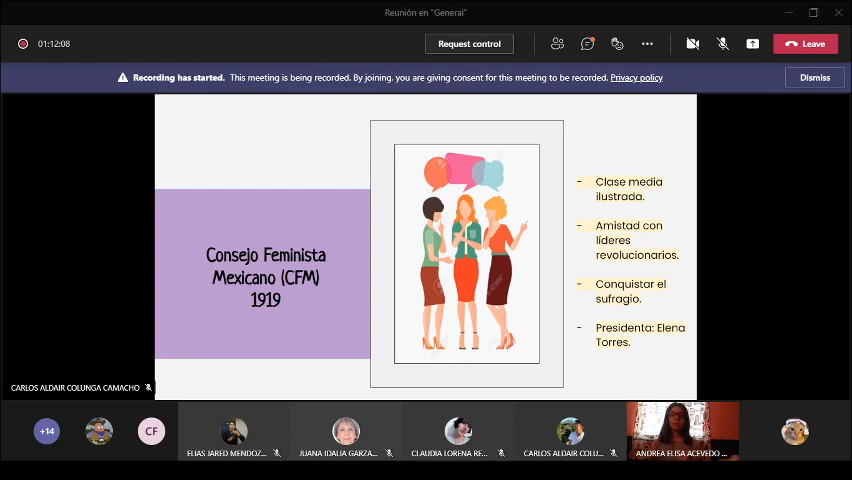 Reunión en "General"
01:12:08
Request control
Leave
Recording has started. This meeting is being recorded. By joining, you are giving consent for this meeting to be recorded. Privacy policy
Dismiss
Consejo Feminista
Mexicano (CFM)
1919
- Clase media
ilustrada.
- Amistad con
líderes
revolucionarios.
- Conquistar el
sufragio.
- Presidenta: Elena
Torres.
CARLOS ALDAIR COLUNGA CAMACHO
+14
CF
ELIAS JARED MENDOZ...
JUANA IDALIA GARZA...
CLAUDIA LORENA RE...
CARLOS ALDAIR COLU...
ANDREA ELISA ACEVEDO ...